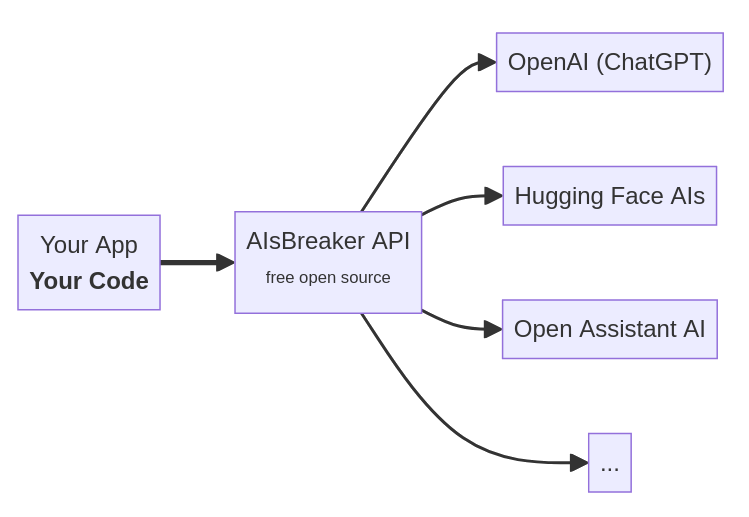 Your App
Your Code
AIsBreaker API
free open source
OpenAI (ChatGPT)
Hugging Face AIs
Open Assistant AI
...